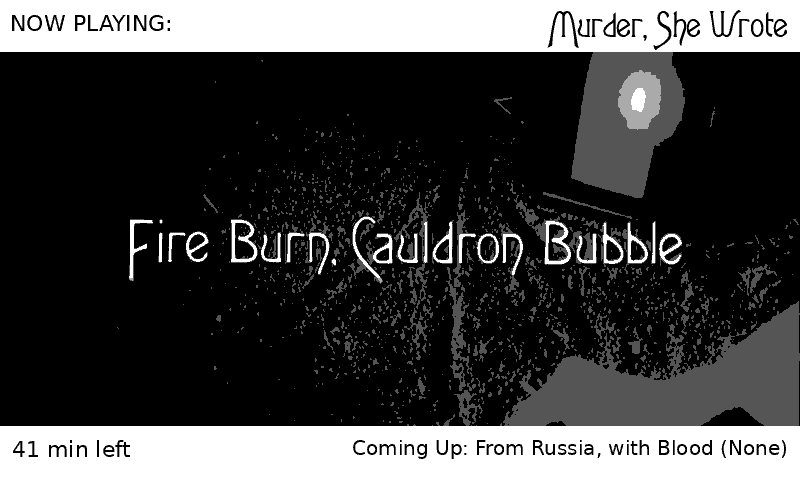 NOW PLAYING:
Murder, She Wrote
Fire Burn, Cauldron Bubble
41 min left
Coming Up: From Russia, with Blood (None)